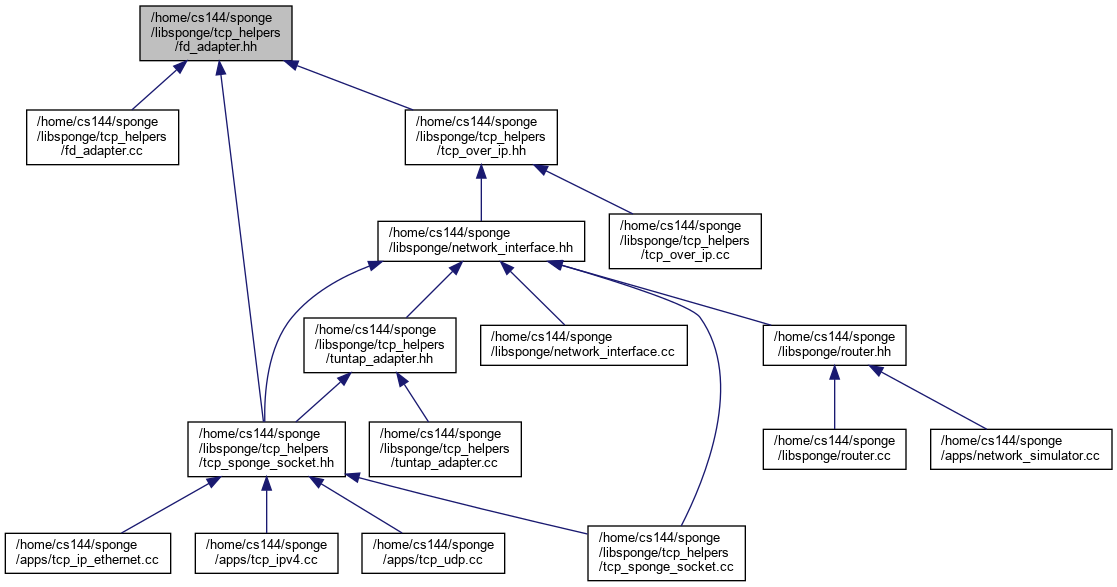 /home/cs144/sponge
/libsponge/tcp_helpers
/fd_adapter.hh
/home/cs144/sponge
/libsponge/tcp_helpers
/fd_adapter.cc
/home/cs144/sponge
/libsponge/tcp_helpers
/tcp_over_ip.hh
/home/cs144/sponge
/libsponge/network_interface.hh
/home/cs144/sponge
/libsponge/tcp_helpers
/tcp_over_ip.cc
/home/cs144/sponge
/libsponge/tcp_helpers
/tuntap_adapter.hh
/home/cs144/sponge
/libsponge/network_interface.cc
/home/cs144/sponge
/libsponge/router.hh
/home/cs144/sponge
/libsponge/tcp_helpers
/tcp_sponge_socket.hh
/home/cs144/sponge
/libsponge/tcp_helpers
/tuntap_adapter.cc
/home/cs144/sponge
/libsponge/router.cc
/home/cs144/sponge
/apps/network_simulator.cc
/home/cs144/sponge
/apps/tcp_ip_ethernet.cc
/home/cs144/sponge
/apps/tcp_ipv4.cc
/home/cs144/sponge
/apps/tcp_udp.cc
/home/cs144/sponge
/libsponge/tcp_helpers
/tcp_sponge_socket.cc